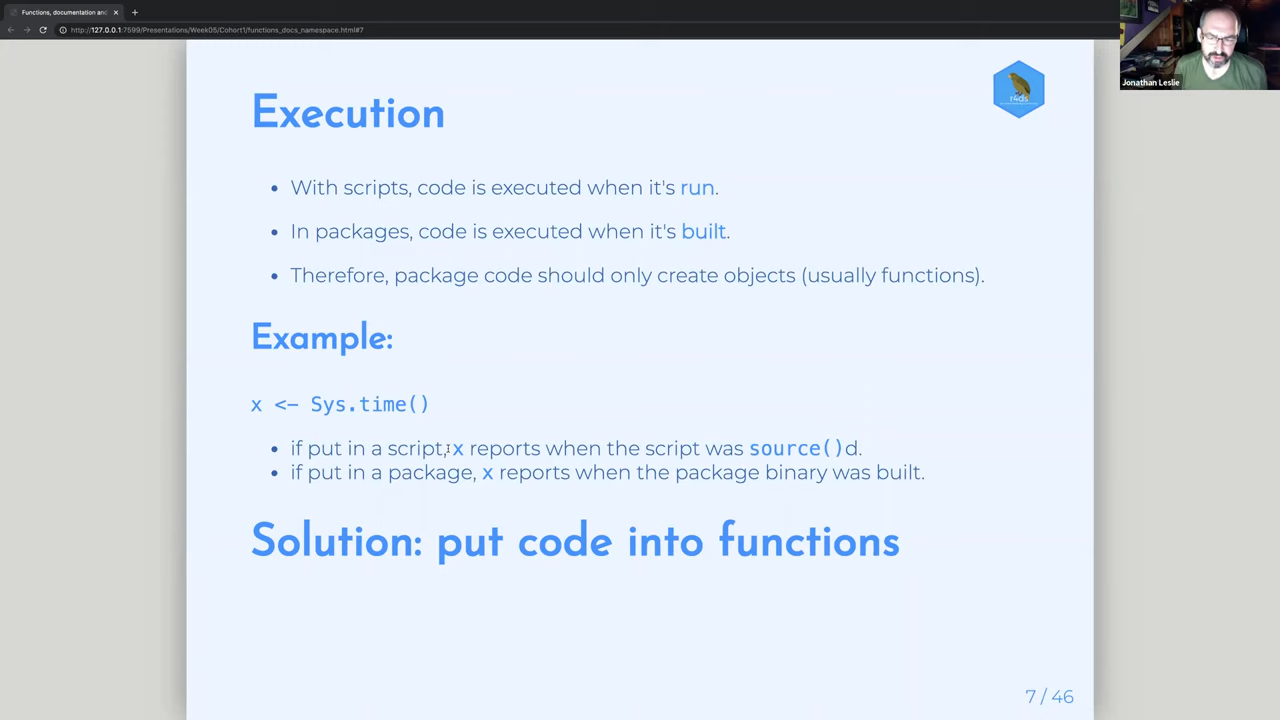 Functions, documentation and
http://127.0.0.1:7599/Presentations/Week05/Cohort1/functions_docs_namespace.html#7
Jonathan Leslie
r4ds
Execution
• With scripts, code is executed when it's run.
• In packages, code is executed when it's built.
• Therefore, package code should only create objects (usually functions).
Example:
x <- Sys.time()
• if put in a script, x reports when the script was source()d.
• if put in a package, x reports when the package binary was built.
Solution: put code into functions
7 / 46